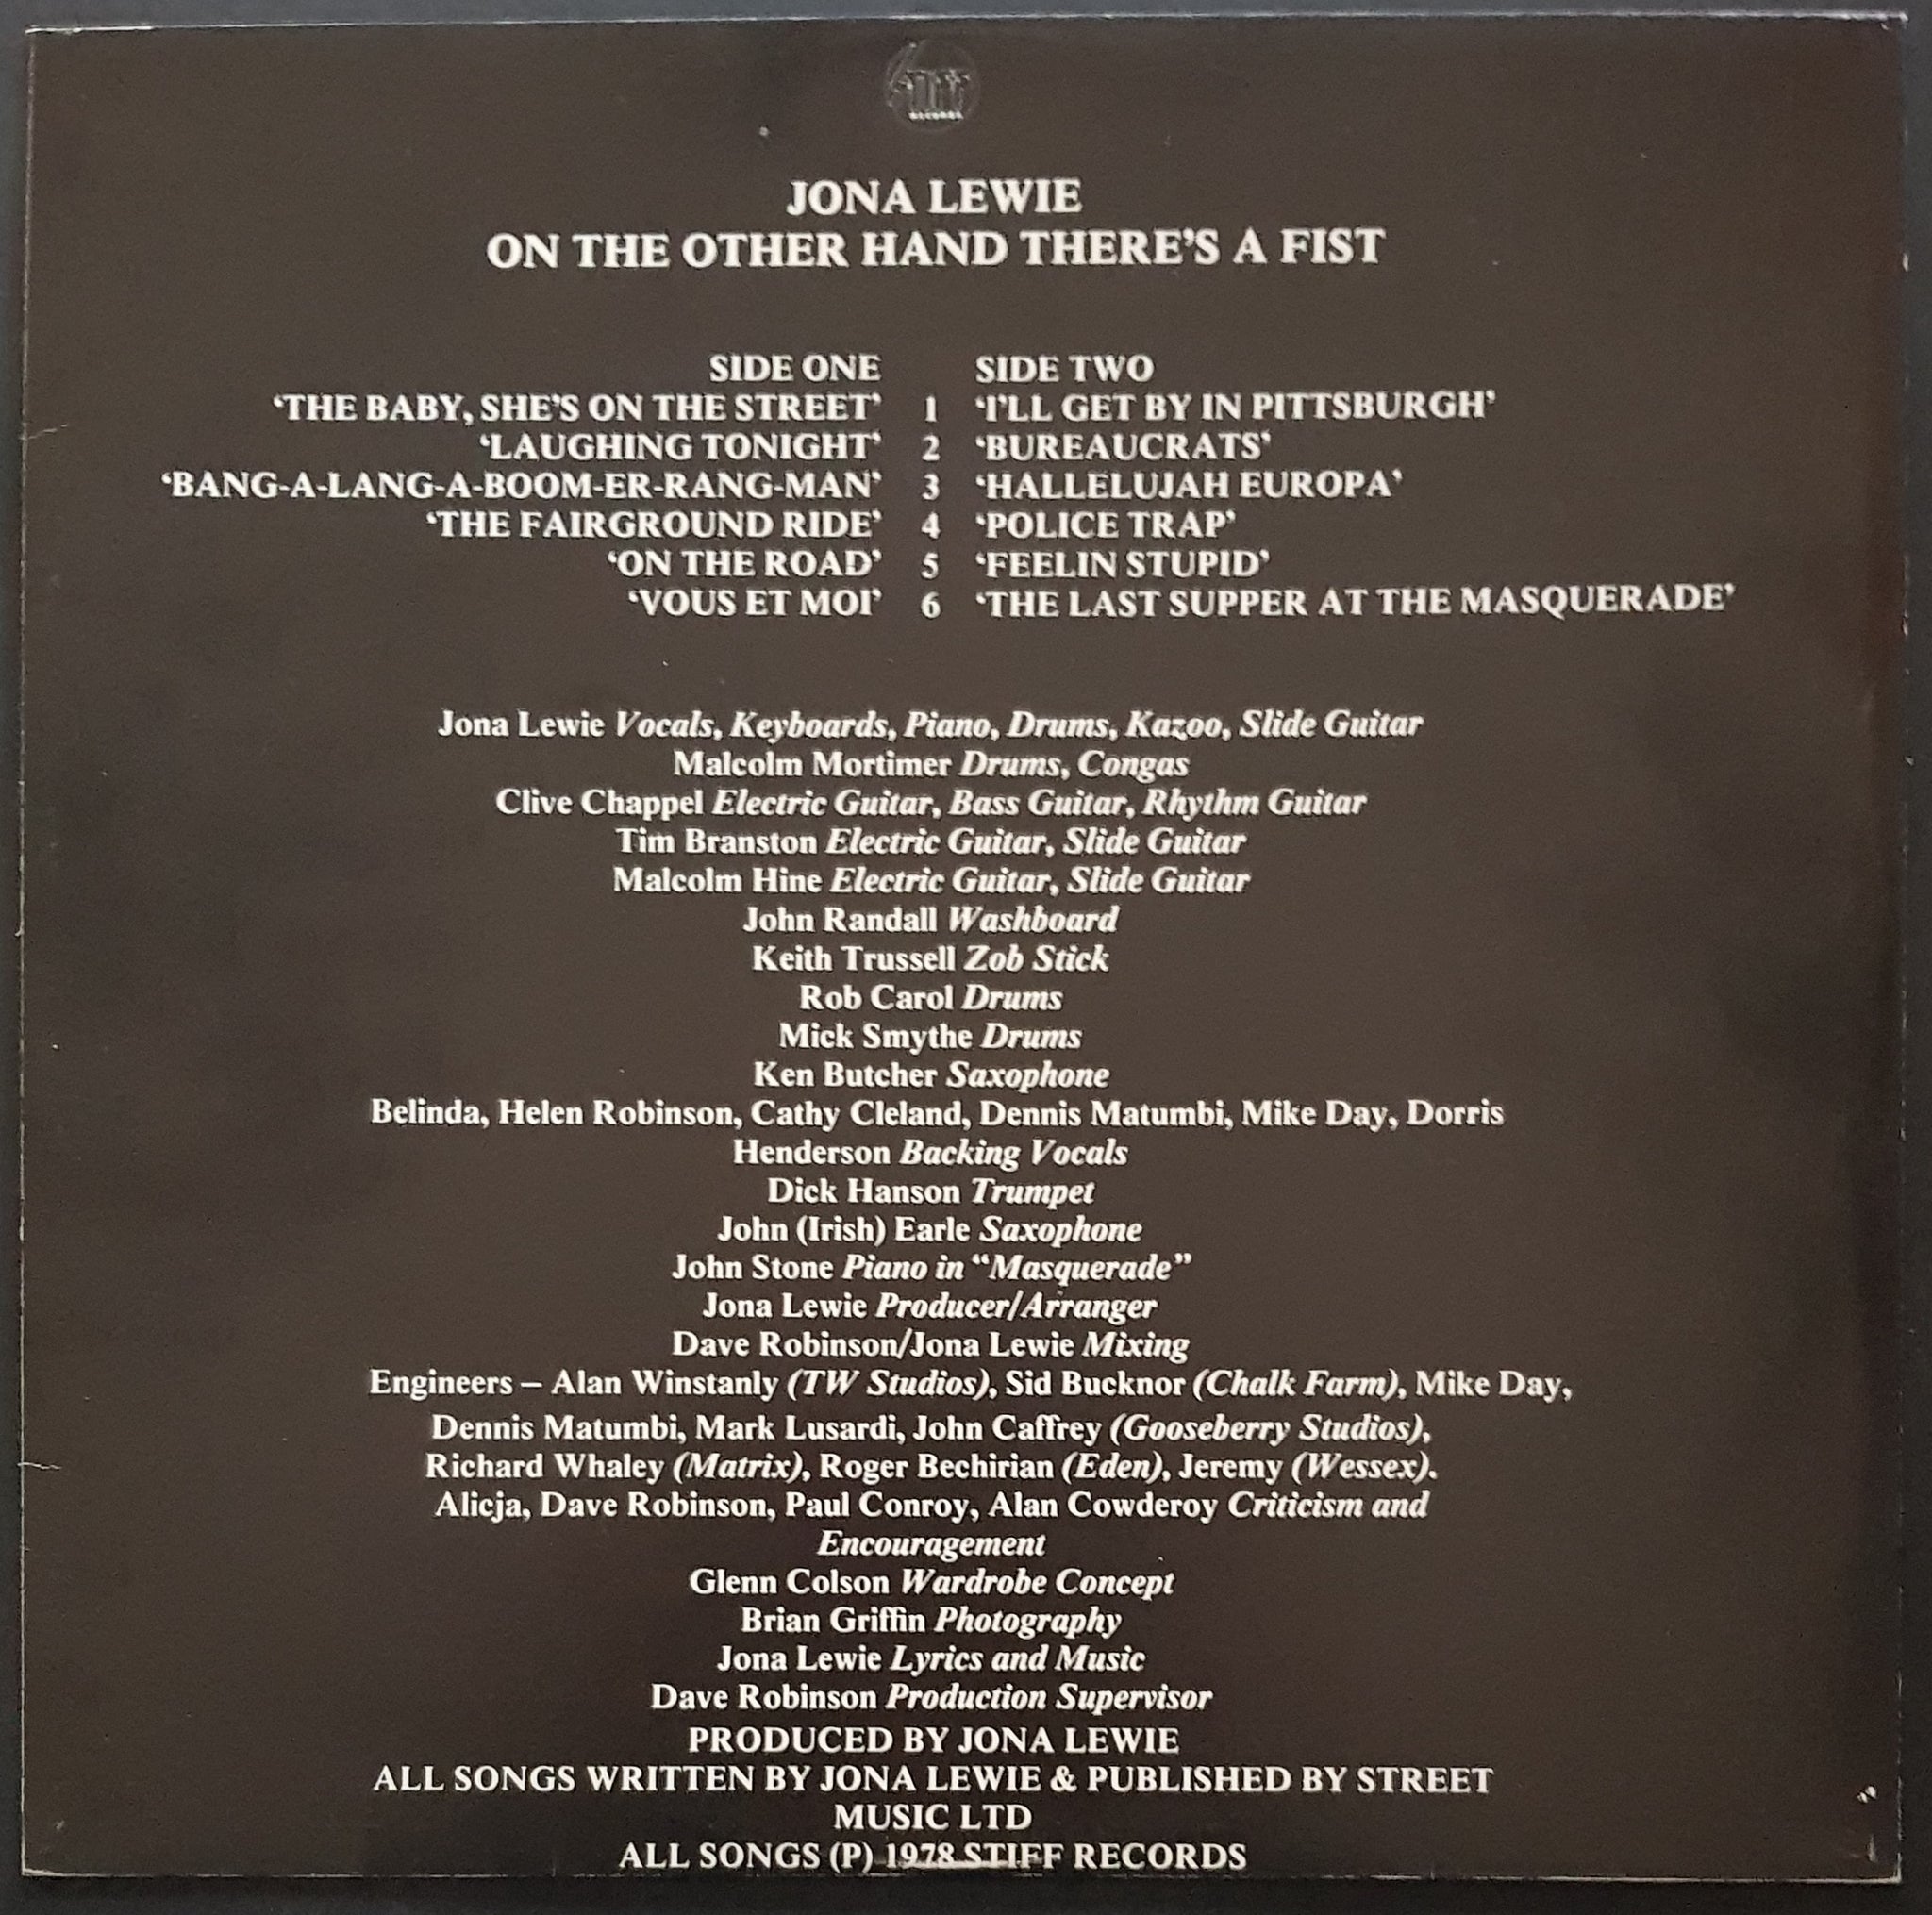 Stiff
RECORDS
JONA LEWIE
ON THE OTHER HAND THERE'S A FIST
SIDE ONE SIDE TWO
‘THE BABY, SHE'S ON THE STREET’ 1 ‘I'LL GET BY IN PITTSBURGH’
‘LAUGHING TONIGHT’ 2 ‘BUREAUCRATS’
‘BANG-A-LANG-A-BOOM-ER-RANG-MAN’ 3 ‘HALLELUJAH EUROPA’
‘THE FAIRGROUND RIDE’ 4 ‘POLICE TRAP’
‘ON THE ROAD’ 5 ‘FEELIN STUPID’
‘VOUS ET MOI’ 6 ‘THE LAST SUPPER AT THE MASQUERADE’
Jona Lewie Vocals, Keyboards, Piano, Drums, Kazoo, Slide Guitar
Malcolm Mortimer Drums, Congas
Clive Chappel Electric Guitar, Bass Guitar, Rhythm Guitar
Tim Branston Electric Guitar, Slide Guitar
Malcolm Hine Electric Guitar, Slide Guitar
John Randall Washboard
Keith Trussell Zob Stick
Rob Carol Drums
Mick Smythe Drums
Ken Butcher Saxophone
Belinda, Helen Robinson, Cathy Cleland, Dennis Matumbi, Mike Day, Dorris
Henderson Backing Vocals
Dick Hanson Trumpet
John (Irish) Earle Saxophone
John Stone Piano in “Masquerade”
Jona Lewie Producer/Arranger
Dave Robinson/Jona Lewie Mixing
Engineers – Alan Winstanly (TW Studios), Sid Bucknor (Chalk Farm), Mike Day,
Dennis Matumbi, Mark Lusardi, John Caffrey (Gooseberry Studios),
Richard Whaley (Matrix), Roger Bechirian (Eden), Jeremy (Wessex).
Alicja, Dave Robinson, Paul Conroy, Alan Cowderoy Criticism and
Encouragement
Glenn Colson Wardrobe Concept
Brian Griffin Photography
Jona Lewie Lyrics and Music
Dave Robinson Production Supervisor
PRODUCED BY JONA LEWIE
ALL SONGS WRITTEN BY JONA LEWIE & PUBLISHED BY STREET
MUSIC LTD
ALL SONGS (P) 1978 STIFF RECORDS